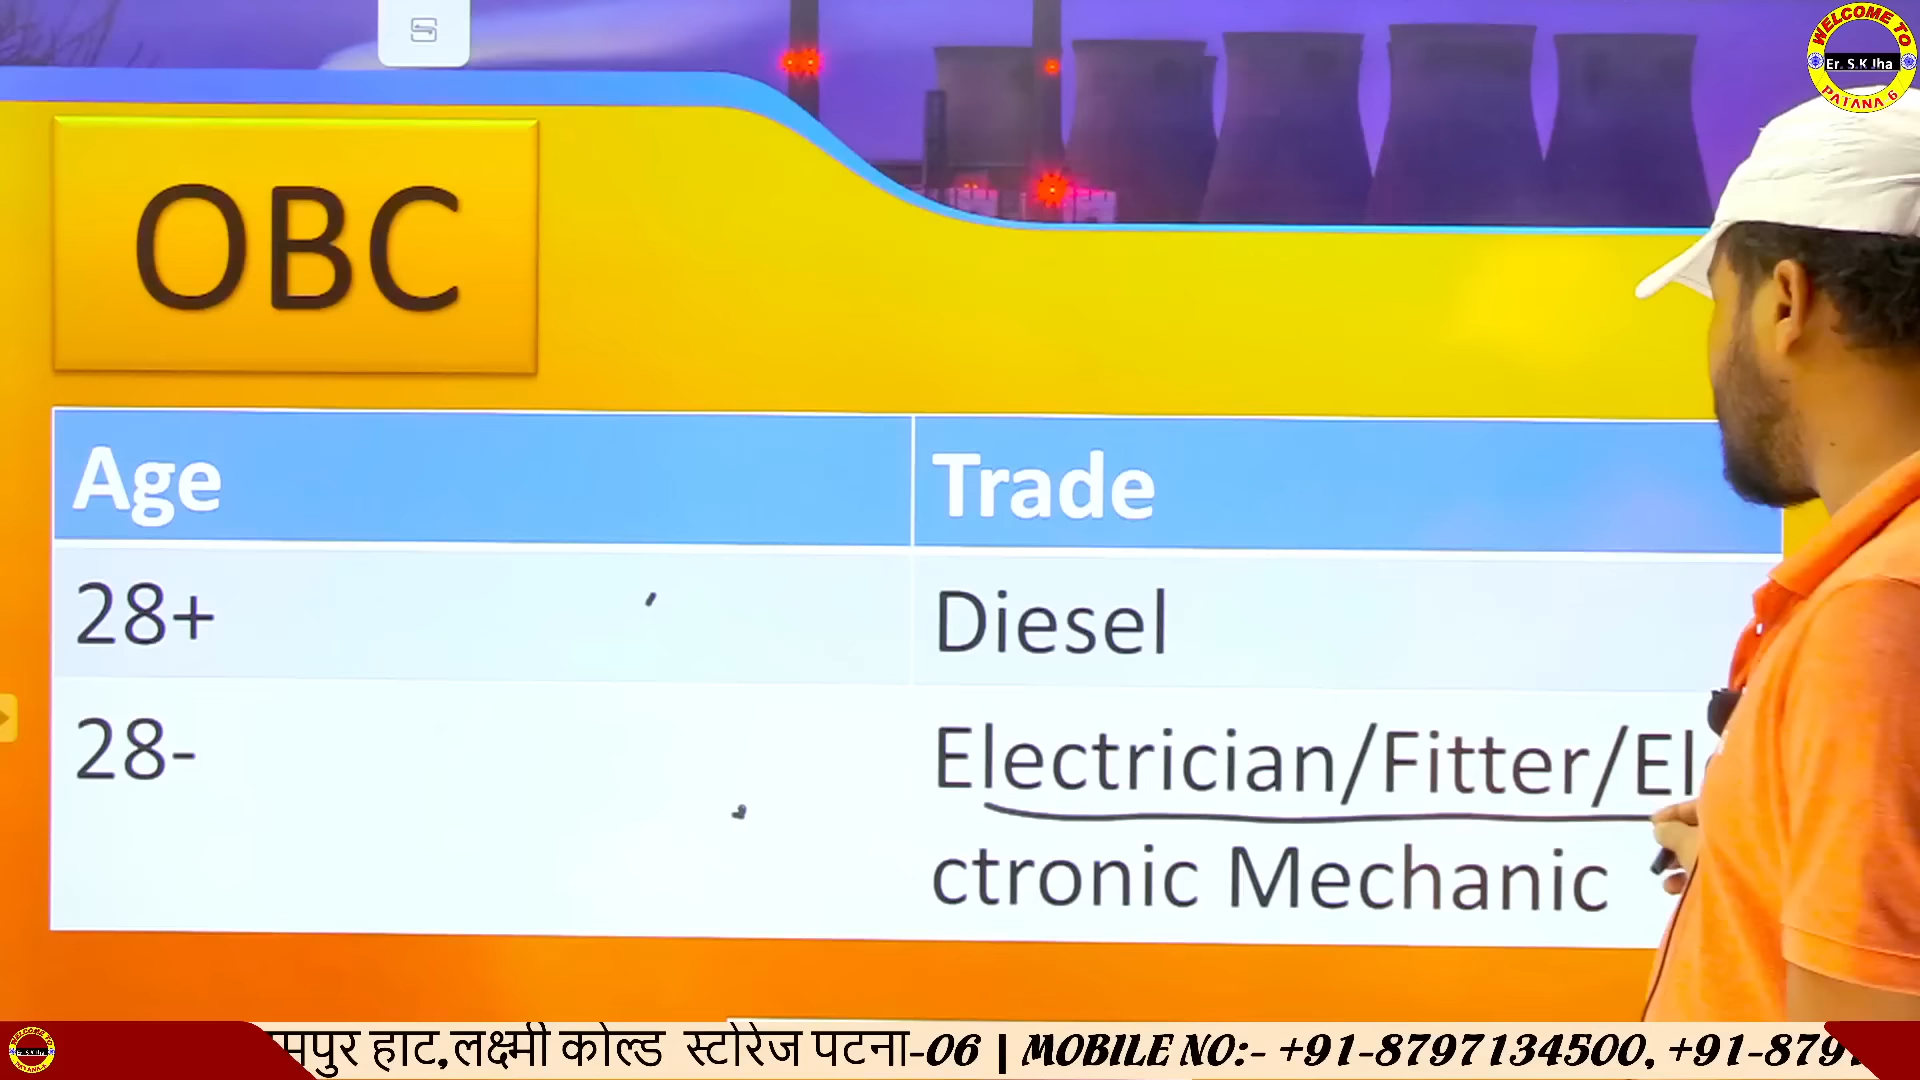 WELCOME TO
Er. S.K Jha
PATANA 6
OBC
Age
Trade
28+
Diesel
28-
Electrician/Fitter/El
ctronic Mechanic
मपुर हाट,लक्ष्मी कोल्ड स्टोरेज पटना-06 | MOBILE NO:- +91-8797134500, +91-879